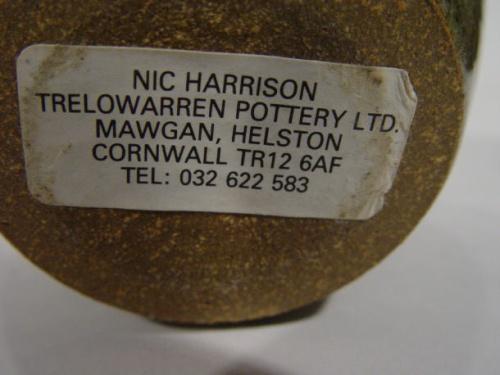 NIC HARRISON
TRELOWARREN POTTERY LTD.
MAWGAN, HELSTON
CORNWALL TR12 6AF
TEL: 032 622 583